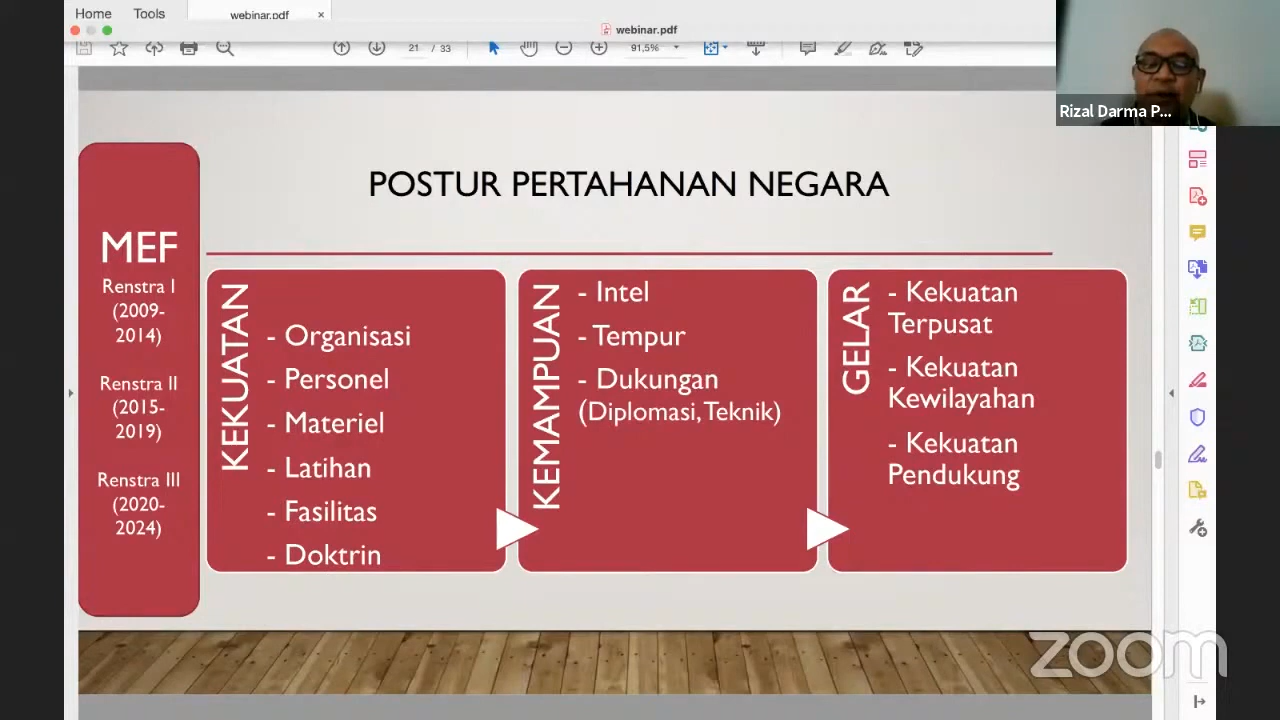 Home Tools webinar.pdf ×
webinar.pdf
21 / 33 91,5%
Rizal Darma P...
POSTUR PERTAHANAN NEGARA
MEF
Renstra I
(2009-
2014)
Renstra II
(2015-
2019)
Renstra III
(2020-
2024)
KEKUATAN
- Organisasi
- Personel
- Materiel
- Latihan
- Fasilitas
- Doktrin
KEMAMPUAN
- Intel
- Tempur
- Dukungan
(Diplomasi, Teknik)
GELAR
- Kekuatan
Terpusat
- Kekuatan
Kewilayahan
- Kekuatan
Pendukung
zoom